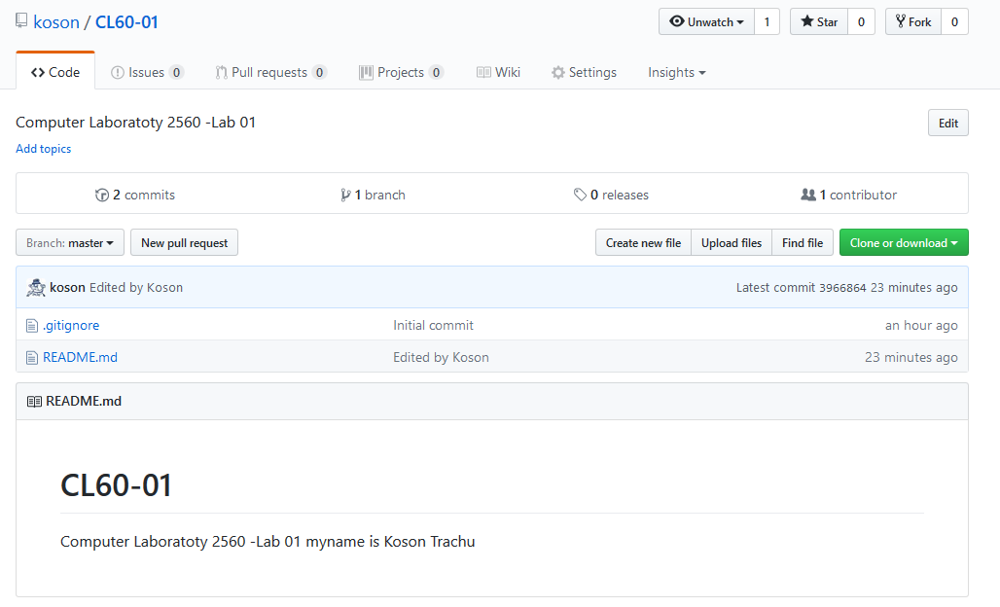 koson / CL60-01
Unwatch 1 Star 0 Fork 0
Code Issues 0 Pull requests 0 Projects 0 Wiki Settings Insights
Computer Laboratoty 2560 -Lab 01
Edit
Add topics
2 commits 1 branch 0 releases 1 contributor
Branch: master New pull request Create new file Upload files Find file Clone or download
koson Edited by Koson Latest commit 3966864 23 minutes ago
.gitignore Initial commit an hour ago
README.md Edited by Koson 23 minutes ago
README.md
CL60-01
Computer Laboratoty 2560 -Lab 01 myname is Koson Trachu